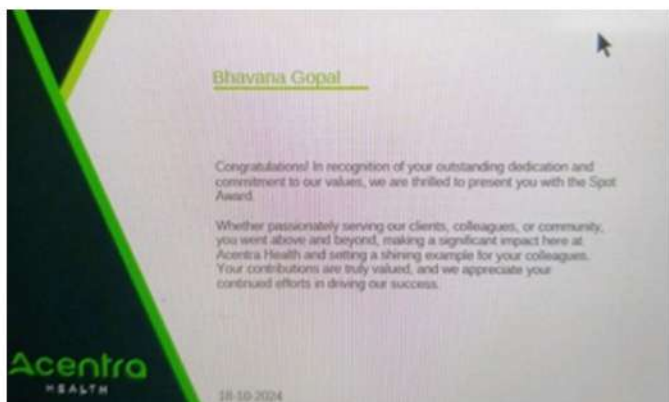 Bhavana Gopal
Congratulations! In recognition of your outstanding dedication and
commitment to our values, we are thrilled to present you with the Spot
Award.
Whether passionately serving our clients, colleagues, or community,
you went above and beyond, making a significant impact here at
Acentra Health and setting a shining example for your colleagues.
Your contributions are truly valued, and we appreciate your
continued efforts in driving our success.
Acentra
HEALTH
18-10-2024